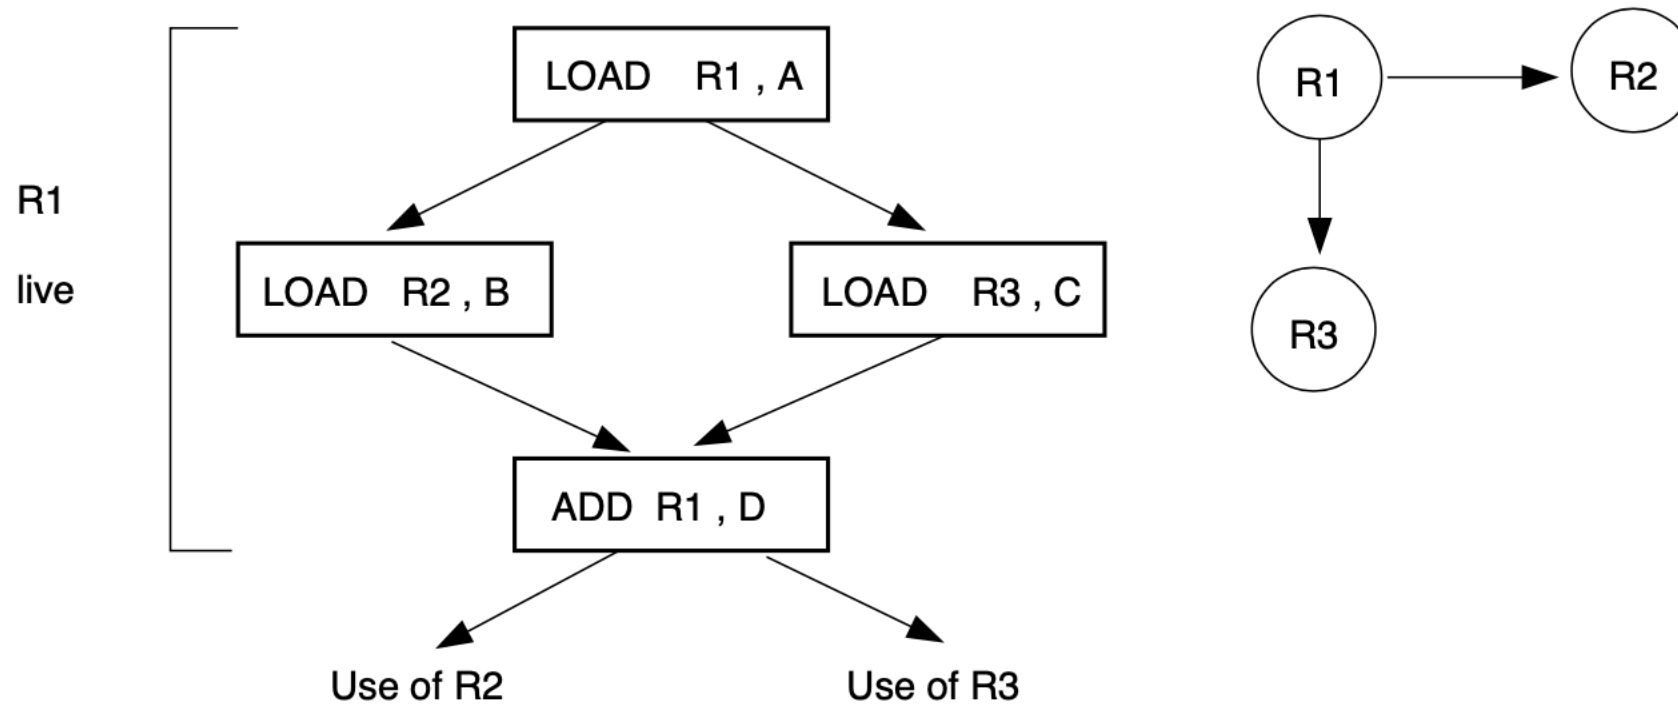 LOAD R1 , A
R1
R2
R1
live
LOAD R2 , B
LOAD R3 , C
R3
ADD R1 , D
Use of R2
Use of R3